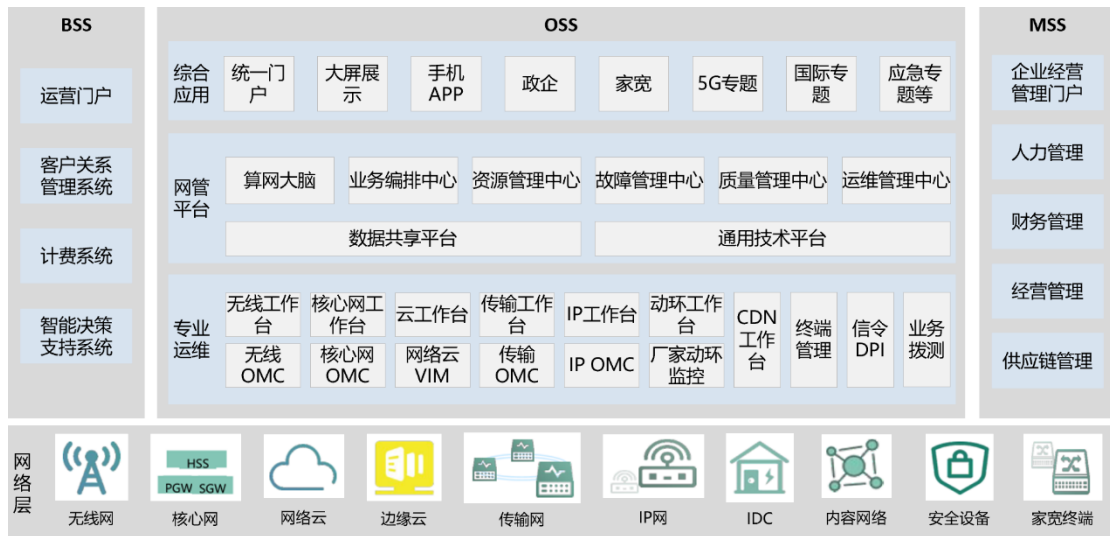 BSS
运营门户
客户关系
管理系统
计费系统
智能决策
支持系统
OSS
综合
应用
统一门
户
大屏展
示
手机
APP
政企
家宽
5G专题
国际专
题
应急专
题等
网管
平台
算网大脑
业务编排中心
资源管理中心
故障管理中心
质量管理中心
运维管理中心
数据共享平台
通用技术平台
专业
运维
无线工作
台
核心网工
作台
云工作台
传输工作
台
IP工作台
动环工作
台
无线
OMC
核心网
OMC
网络云
VIM
传输
OMC
IP OMC
厂家动环
监控
CDN
工作
台
终端
管理
信令
DPI
业务
拨测
MSS
企业经营
管理门户
人力管理
财务管理
经营管理
供应链管理
网
络
层
HSS
PGW SGW
无线网
核心网
网络云
边缘云
传输网
IP网
IDC
内容网络
安全设备
家宽终端